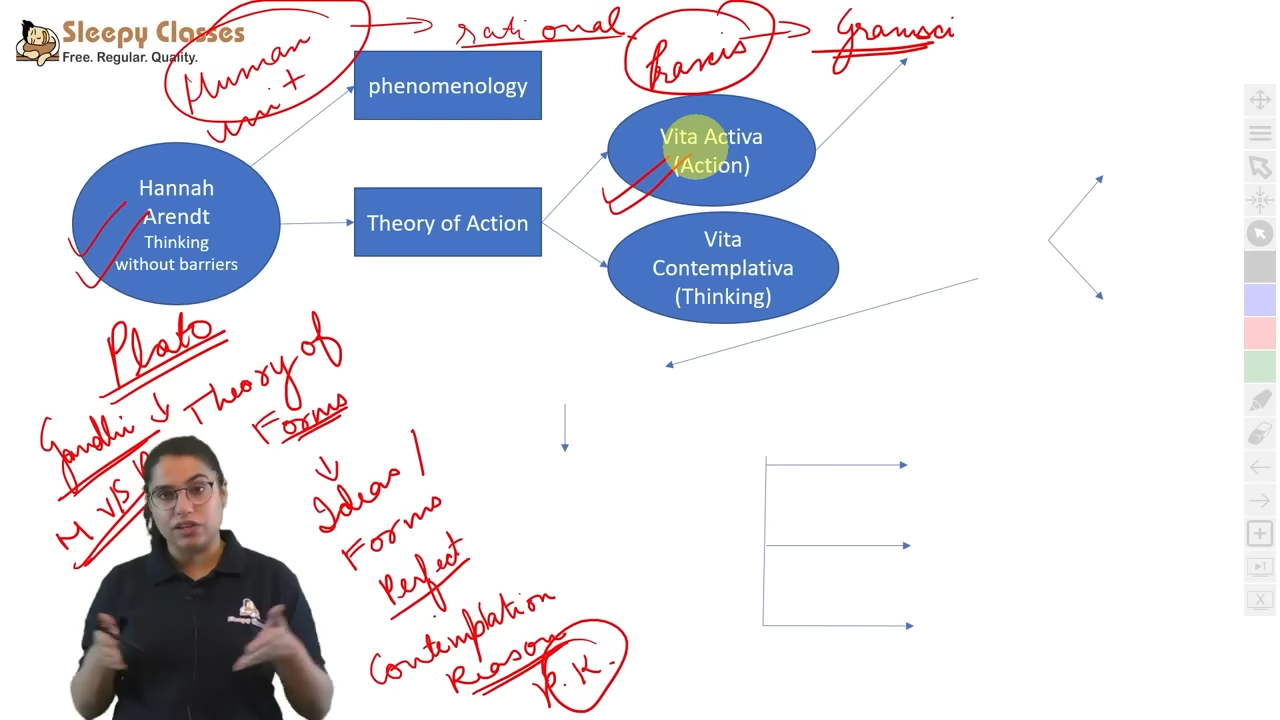 Sleepy Classes
Free. Regular. Quality.
Human
uni +
rational
Praxis
Gramsci
phenomenology
Vita Activa
(Action)
Hannah
Arendt
Thinking
without barriers
Theory of Action
Vita
Contemplativa
(Thinking)
Plato
Gandhi
Theory of
Forms
M V/S
Ideas /
Forms
Perfect
Contemplation
Reason
P.K.